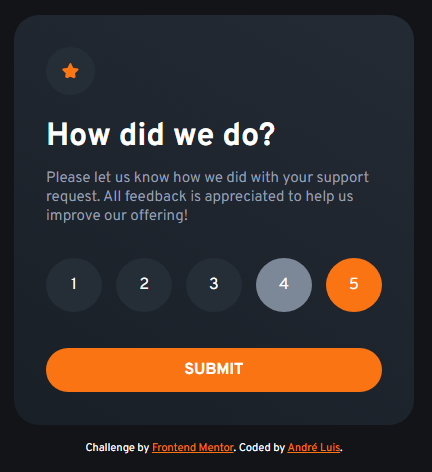 How did we do?
Please let us know how we did with your support
request. All feedback is appreciated to help us
improve our offering!
1 2 3 4 5
SUBMIT
Challenge by Frontend Mentor. Coded by André Luis.